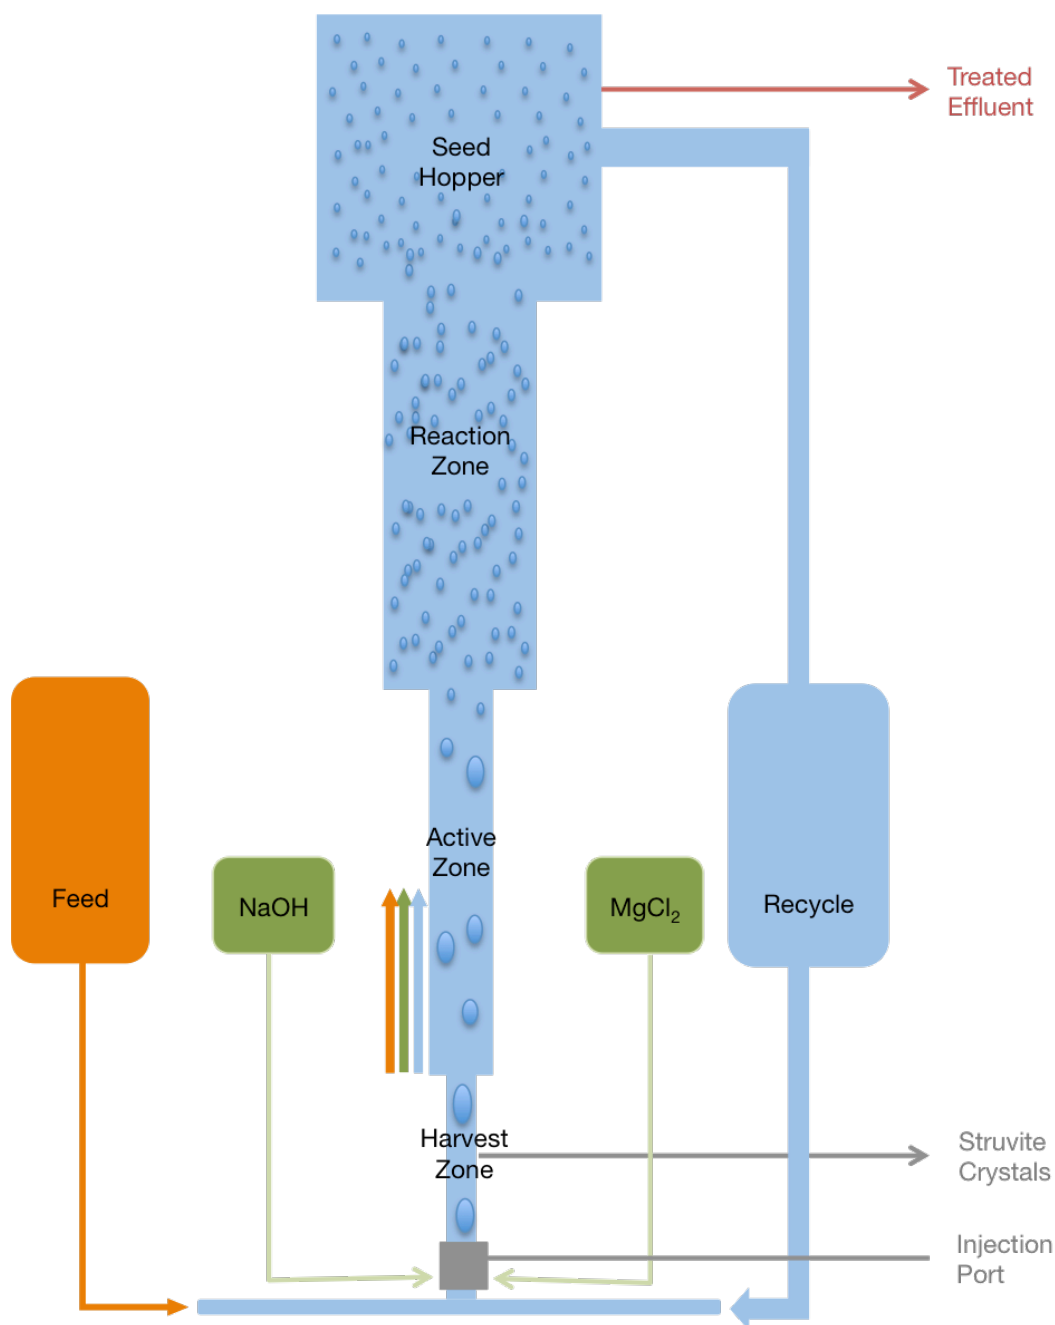 Treated
Effluent
Seed
Hopper
Reaction
Zone
Active
Zone
Feed
NaOH
MgCl₂
Recycle
Harvest
Zone
Struvite
Crystals
Injection
Port